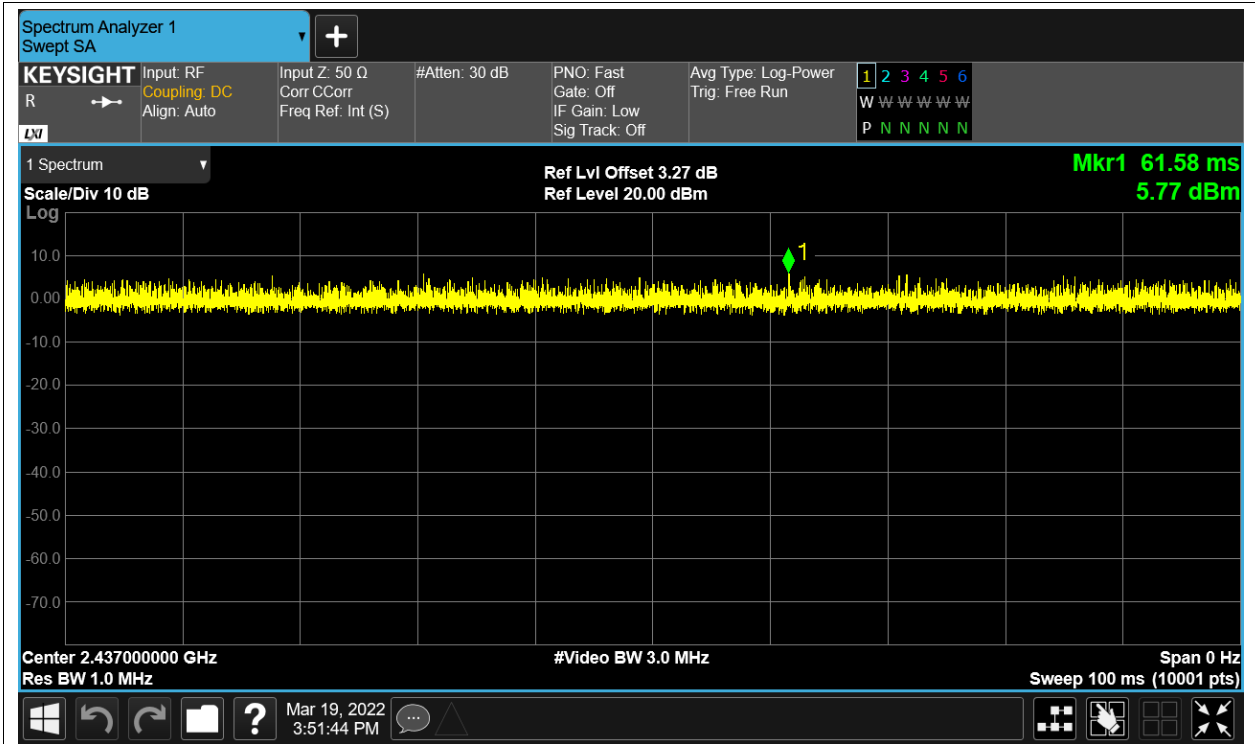 Spectrum Analyzer 1
Swept SA
+
KEYSIGHT
R
LXI
Input: RF
Coupling: DC
Align: Auto
Input Z: 50 Ω
Corr CCorr
Freq Ref: Int (S)
#Atten: 30 dB
PNO: Fast
Gate: Off
IF Gain: Low
Sig Track: Off
Avg Type: Log-Power
Trig: Free Run
1 2 3 4 5 6
W W W W W W
P N N N N N
1 Spectrum
Scale/Div 10 dB
Log
Ref Lvl Offset 3.27 dB
Ref Level 20.00 dBm
Mkr1 61.58 ms
5.77 dBm
1
10.0
0.00
-10.0
-20.0
-30.0
-40.0
-50.0
-60.0
-70.0
Center 2.437000000 GHz
Res BW 1.0 MHz
#Video BW 3.0 MHz
Span 0 Hz
Sweep 100 ms (10001 pts)
?
Mar 19, 2022
3:51:44 PM